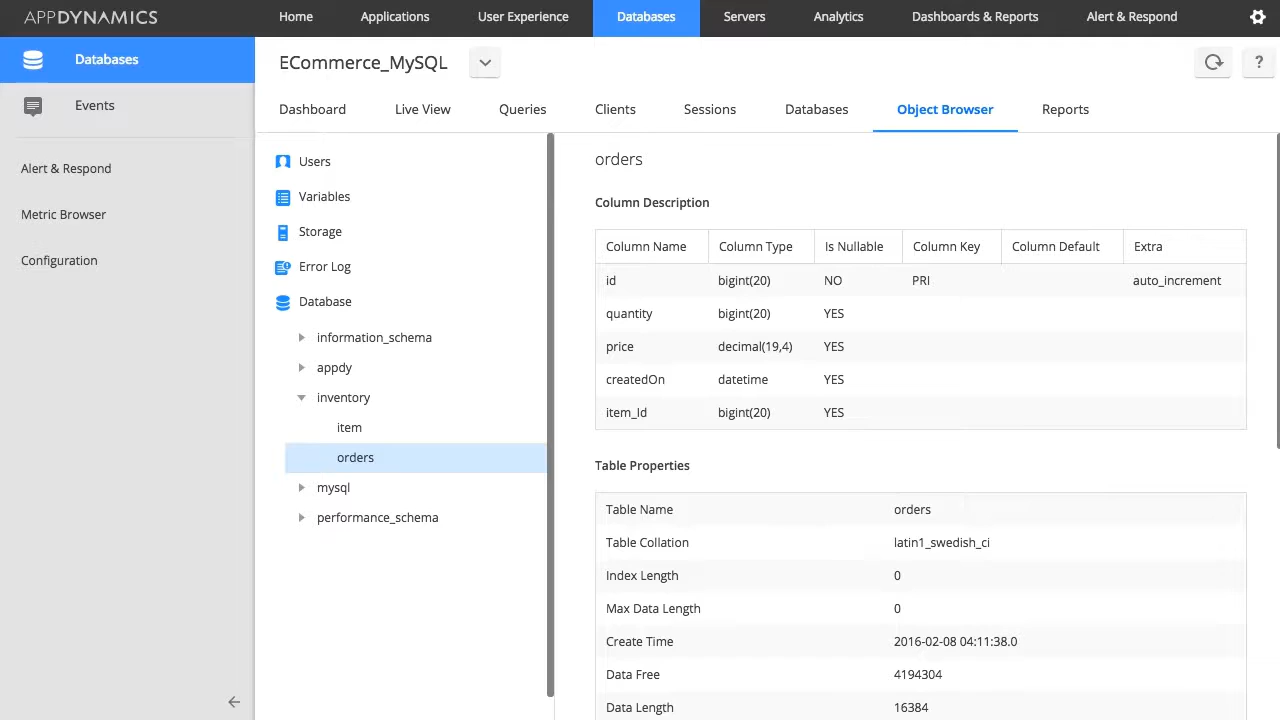 APPDYNAMICS
Home Applications User Experience Databases Servers Analytics Dashboards & Reports Alert & Respond
Databases
Events
Alert & Respond
Metric Browser
Configuration
ECommerce_MySQL
?
Dashboard Live View Queries Clients Sessions Databases Object Browser Reports
Users
Variables
Storage
Error Log
Database
information_schema
appdy
inventory
item
orders
mysql
performance_schema
orders
Column Description
Column Name Column Type Is Nullable Column Key Column Default Extra
id bigint(20) NO PRI auto_increment
quantity bigint(20) YES
price decimal(19,4) YES
createdOn datetime YES
item_Id bigint(20) YES
Table Properties
Table Name orders
Table Collation latin1_swedish_ci
Index Length 0
Max Data Length 0
Create Time 2016-02-08 04:11:38.0
Data Free 4194304
Data Length 16384